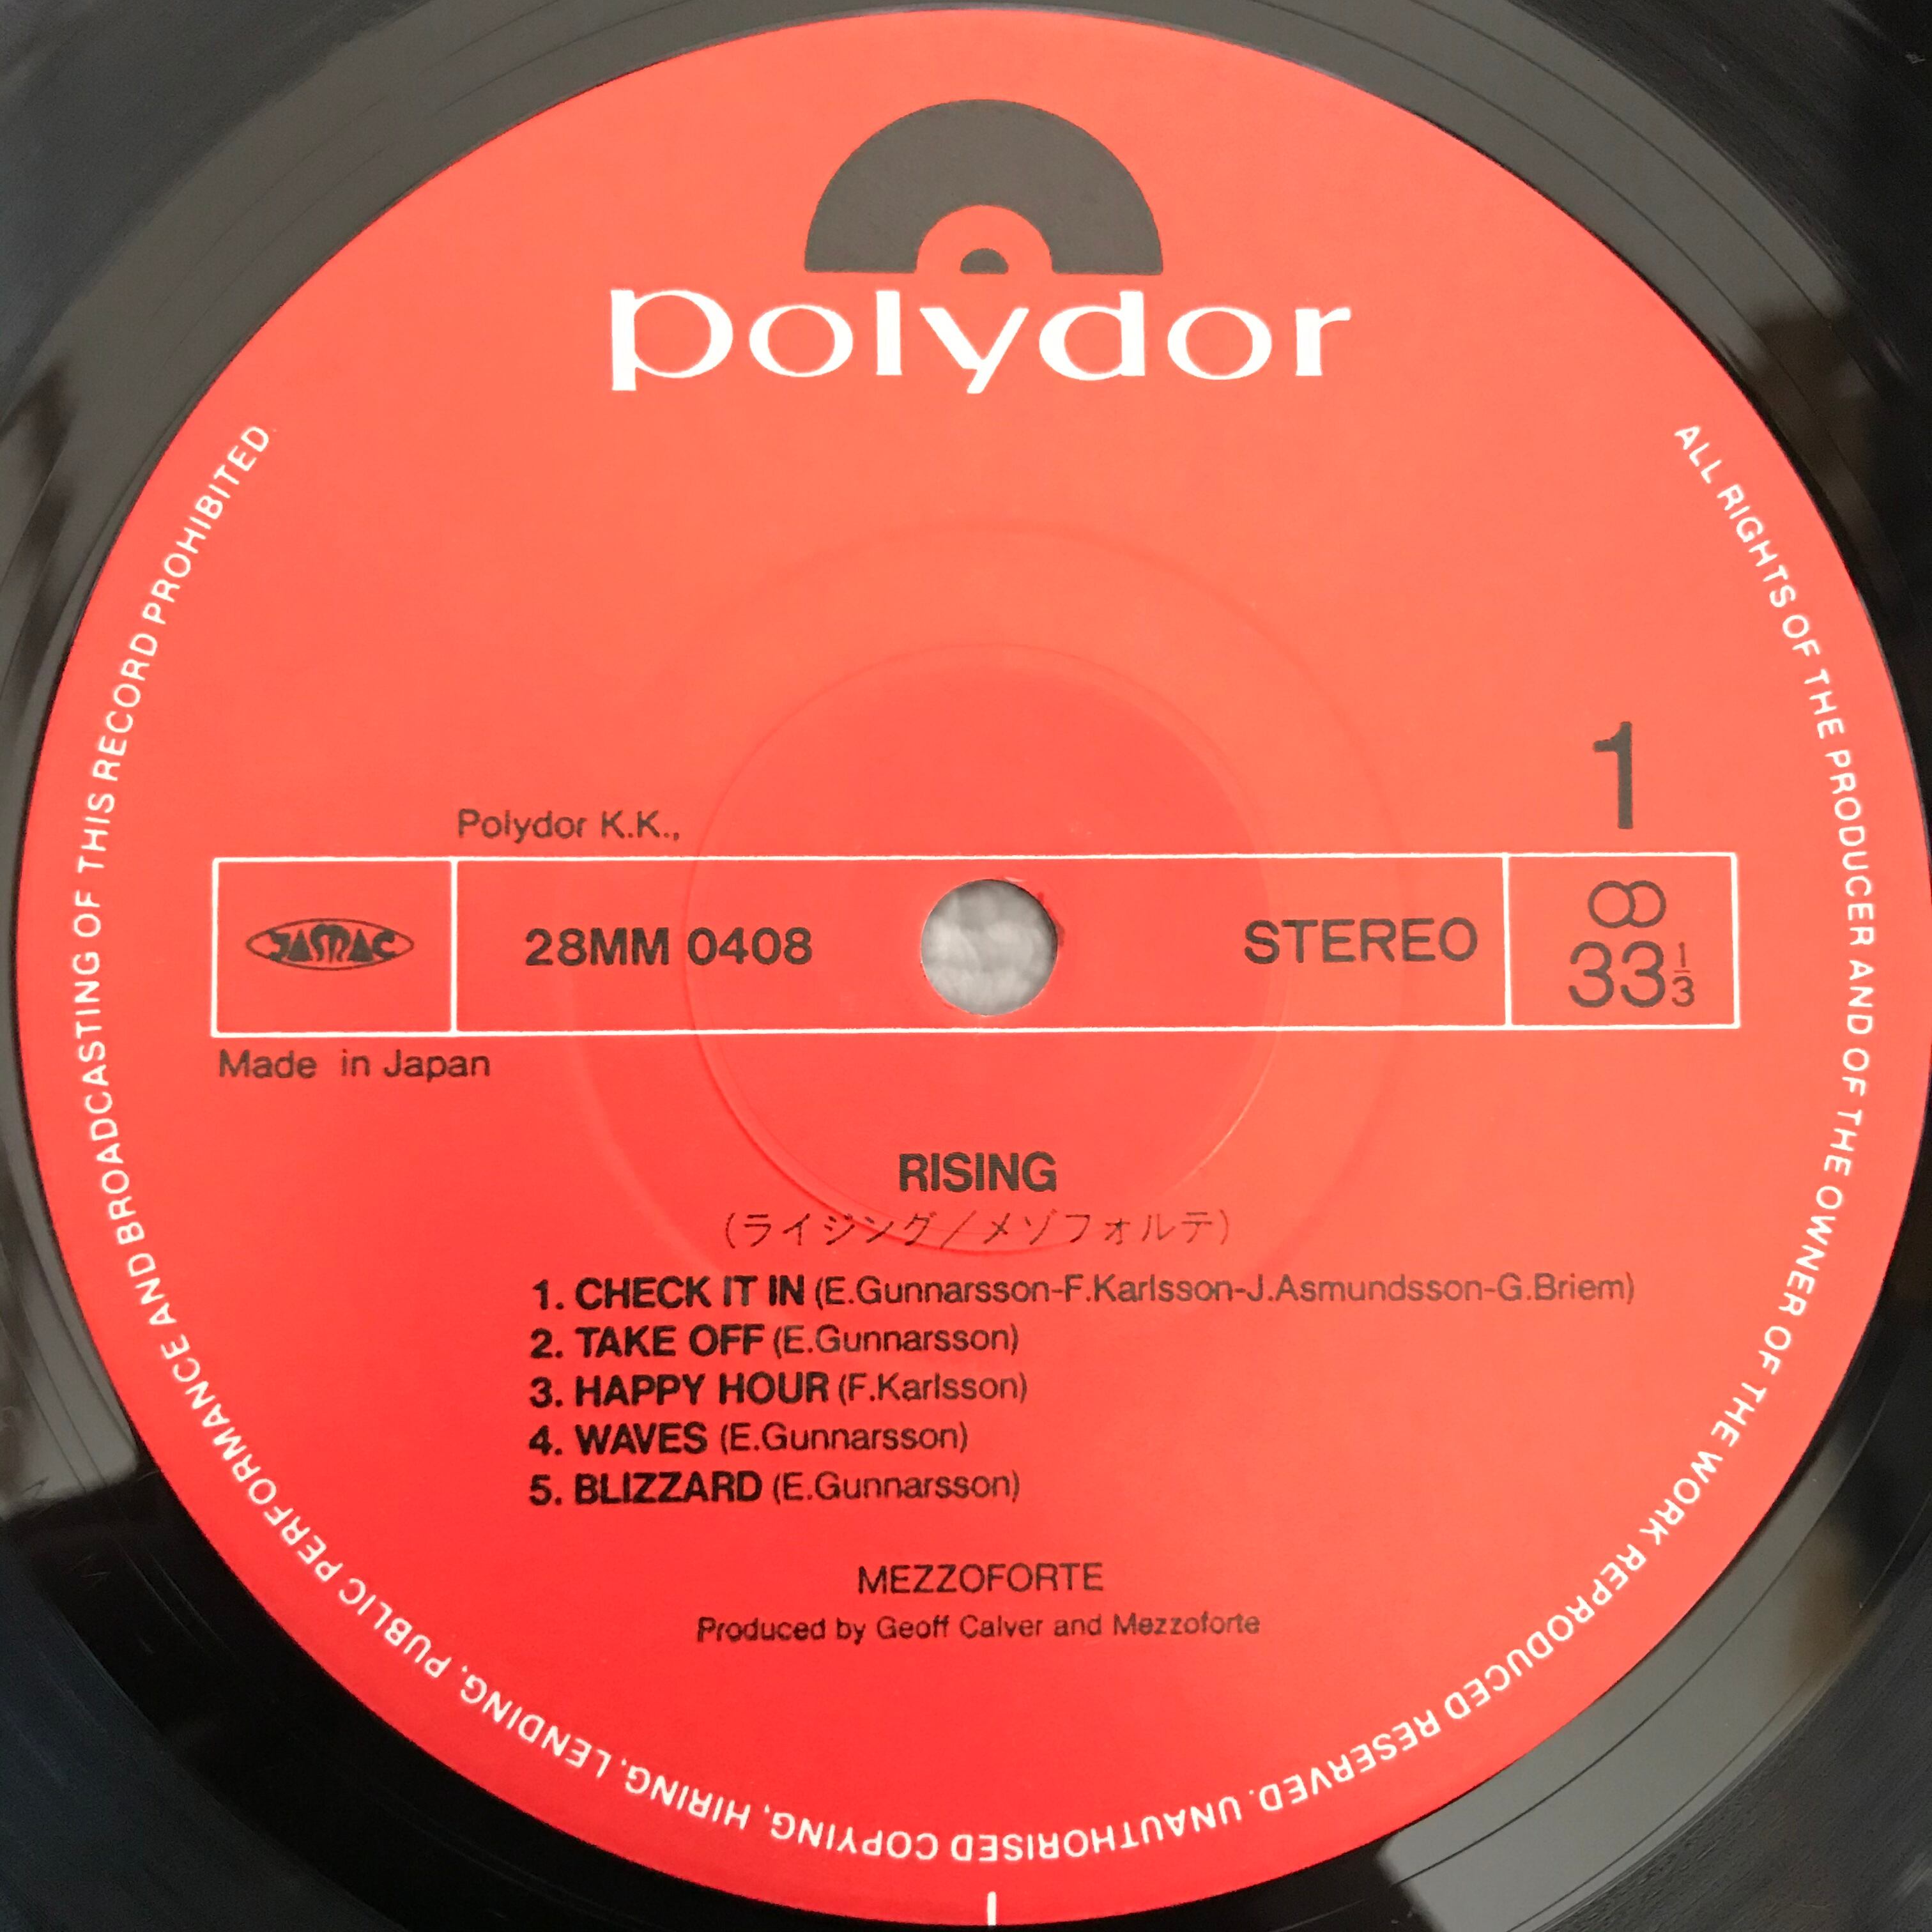 polydor
1
Polydor K.K.,
JASRAC
28MM 0408
STEREO
33 1/3
Made in Japan
RISING
(ライジング/メゾフォルテ)
1. CHECK IT IN (E.Gunnarsson-F.Karlsson-J.Asmundsson-G.Briem)
2. TAKE OFF (E.Gunnarsson)
3. HAPPY HOUR (F.Karlsson)
4. WAVES (E.Gunnarsson)
5. BLIZZARD (E.Gunnarsson)
MEZZOFORTE
Produced by Geoff Calver and Mezzoforte
ALL RIGHTS OF THE PRODUCER AND OF THE OWNER OF THE WORK REPRODUCED RESERVED. UNAUTHORISED COPYING, HIRING, LENDING, PUBLIC PERFORMANCE AND BROADCASTING OF THIS RECORD PROHIBITED.